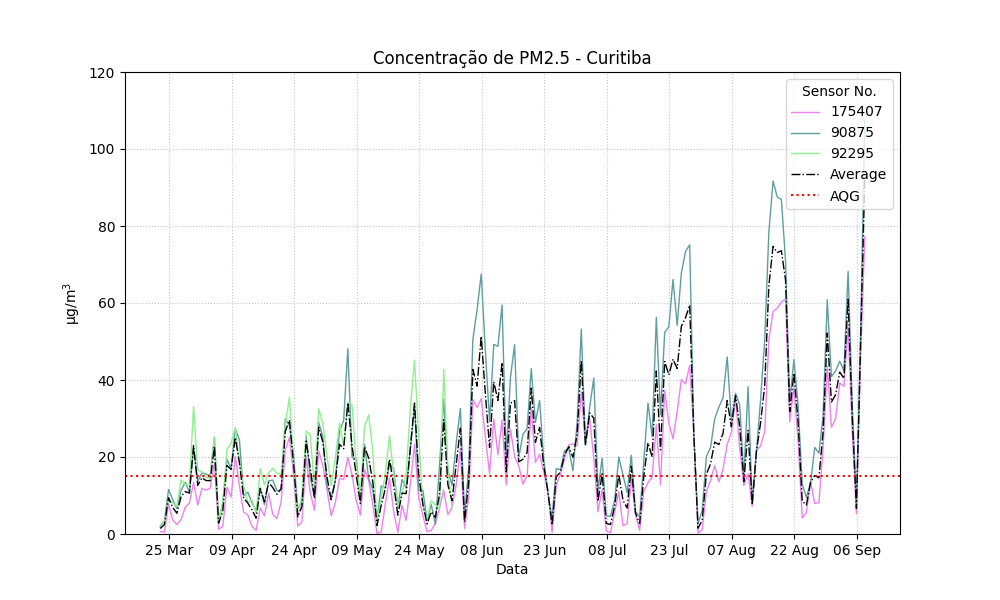 Concentração de PM2.5 - Curitiba
120
100
80
60
40
20
0
µg/m³
Sensor No.
175407
90875
92295
Average
AQG
25 Mar 09 Apr 24 Apr 09 May 24 May 08 Jun 23 Jun 08 Jul 23 Jul 07 Aug 22 Aug 06 Sep
Data